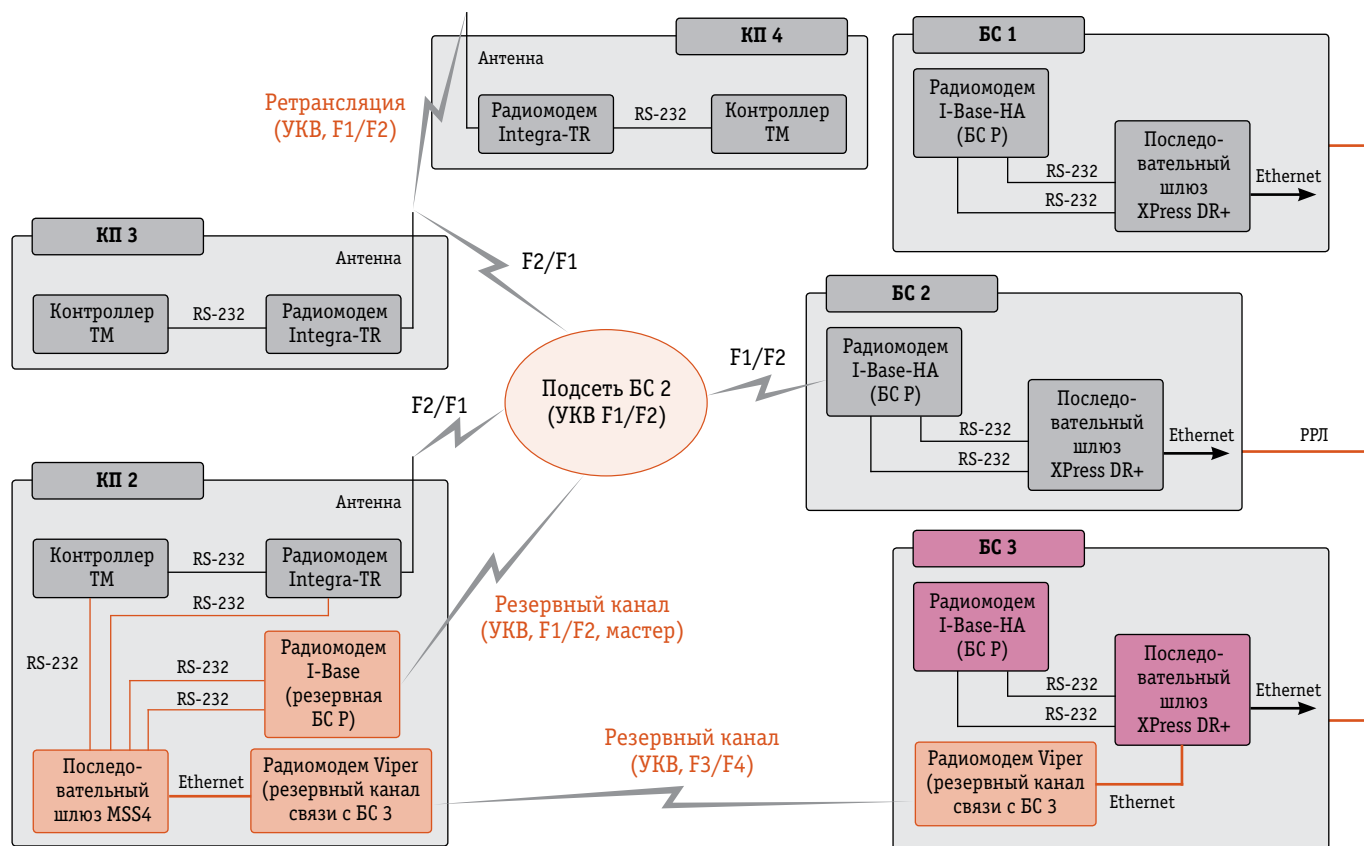 КП 4
Антенна
Ретрансляция
(УКВ, F1/F2)
Радиомодем
Integra-TR
RS-232
Контроллер
ТМ
БС 1
Радиомодем
I-Base-HA
(БС Р)
RS-232
RS-232
Последо-
вательный
шлюз
XPress DR+
Ethernet
КП 3
Антенна
Контроллер
ТМ
RS-232
Радиомодем
Integra-TR
F2/F1
Подсеть БС 2
(УКВ F1/F2)
F1/F2
F2/F1
БС 2
Радиомодем
I-Base-HA
(БС Р)
RS-232
RS-232
Последо-
вательный
шлюз
XPress DR+
Ethernet
РРЛ
КП 2
Антенна
Контроллер
ТМ
RS-232
Радиомодем
Integra-TR
RS-232
RS-232
RS-232
RS-232
Радиомодем
I-Base
(резервная
БС Р)
Последо-
вательный
шлюз MSS4
Ethernet
Радиомодем Viper
(резервный канал
связи с БС 3
Резервный канал
(УКВ, F1/F2, мастер)
Резервный канал
(УКВ, F3/F4)
БС 3
Радиомодем
I-Base-HA
(БС Р)
RS-232
RS-232
Последо-
вательный
шлюз
XPress DR+
Ethernet
Радиомодем Viper
(резервный канал
связи с БС 3
Ethernet